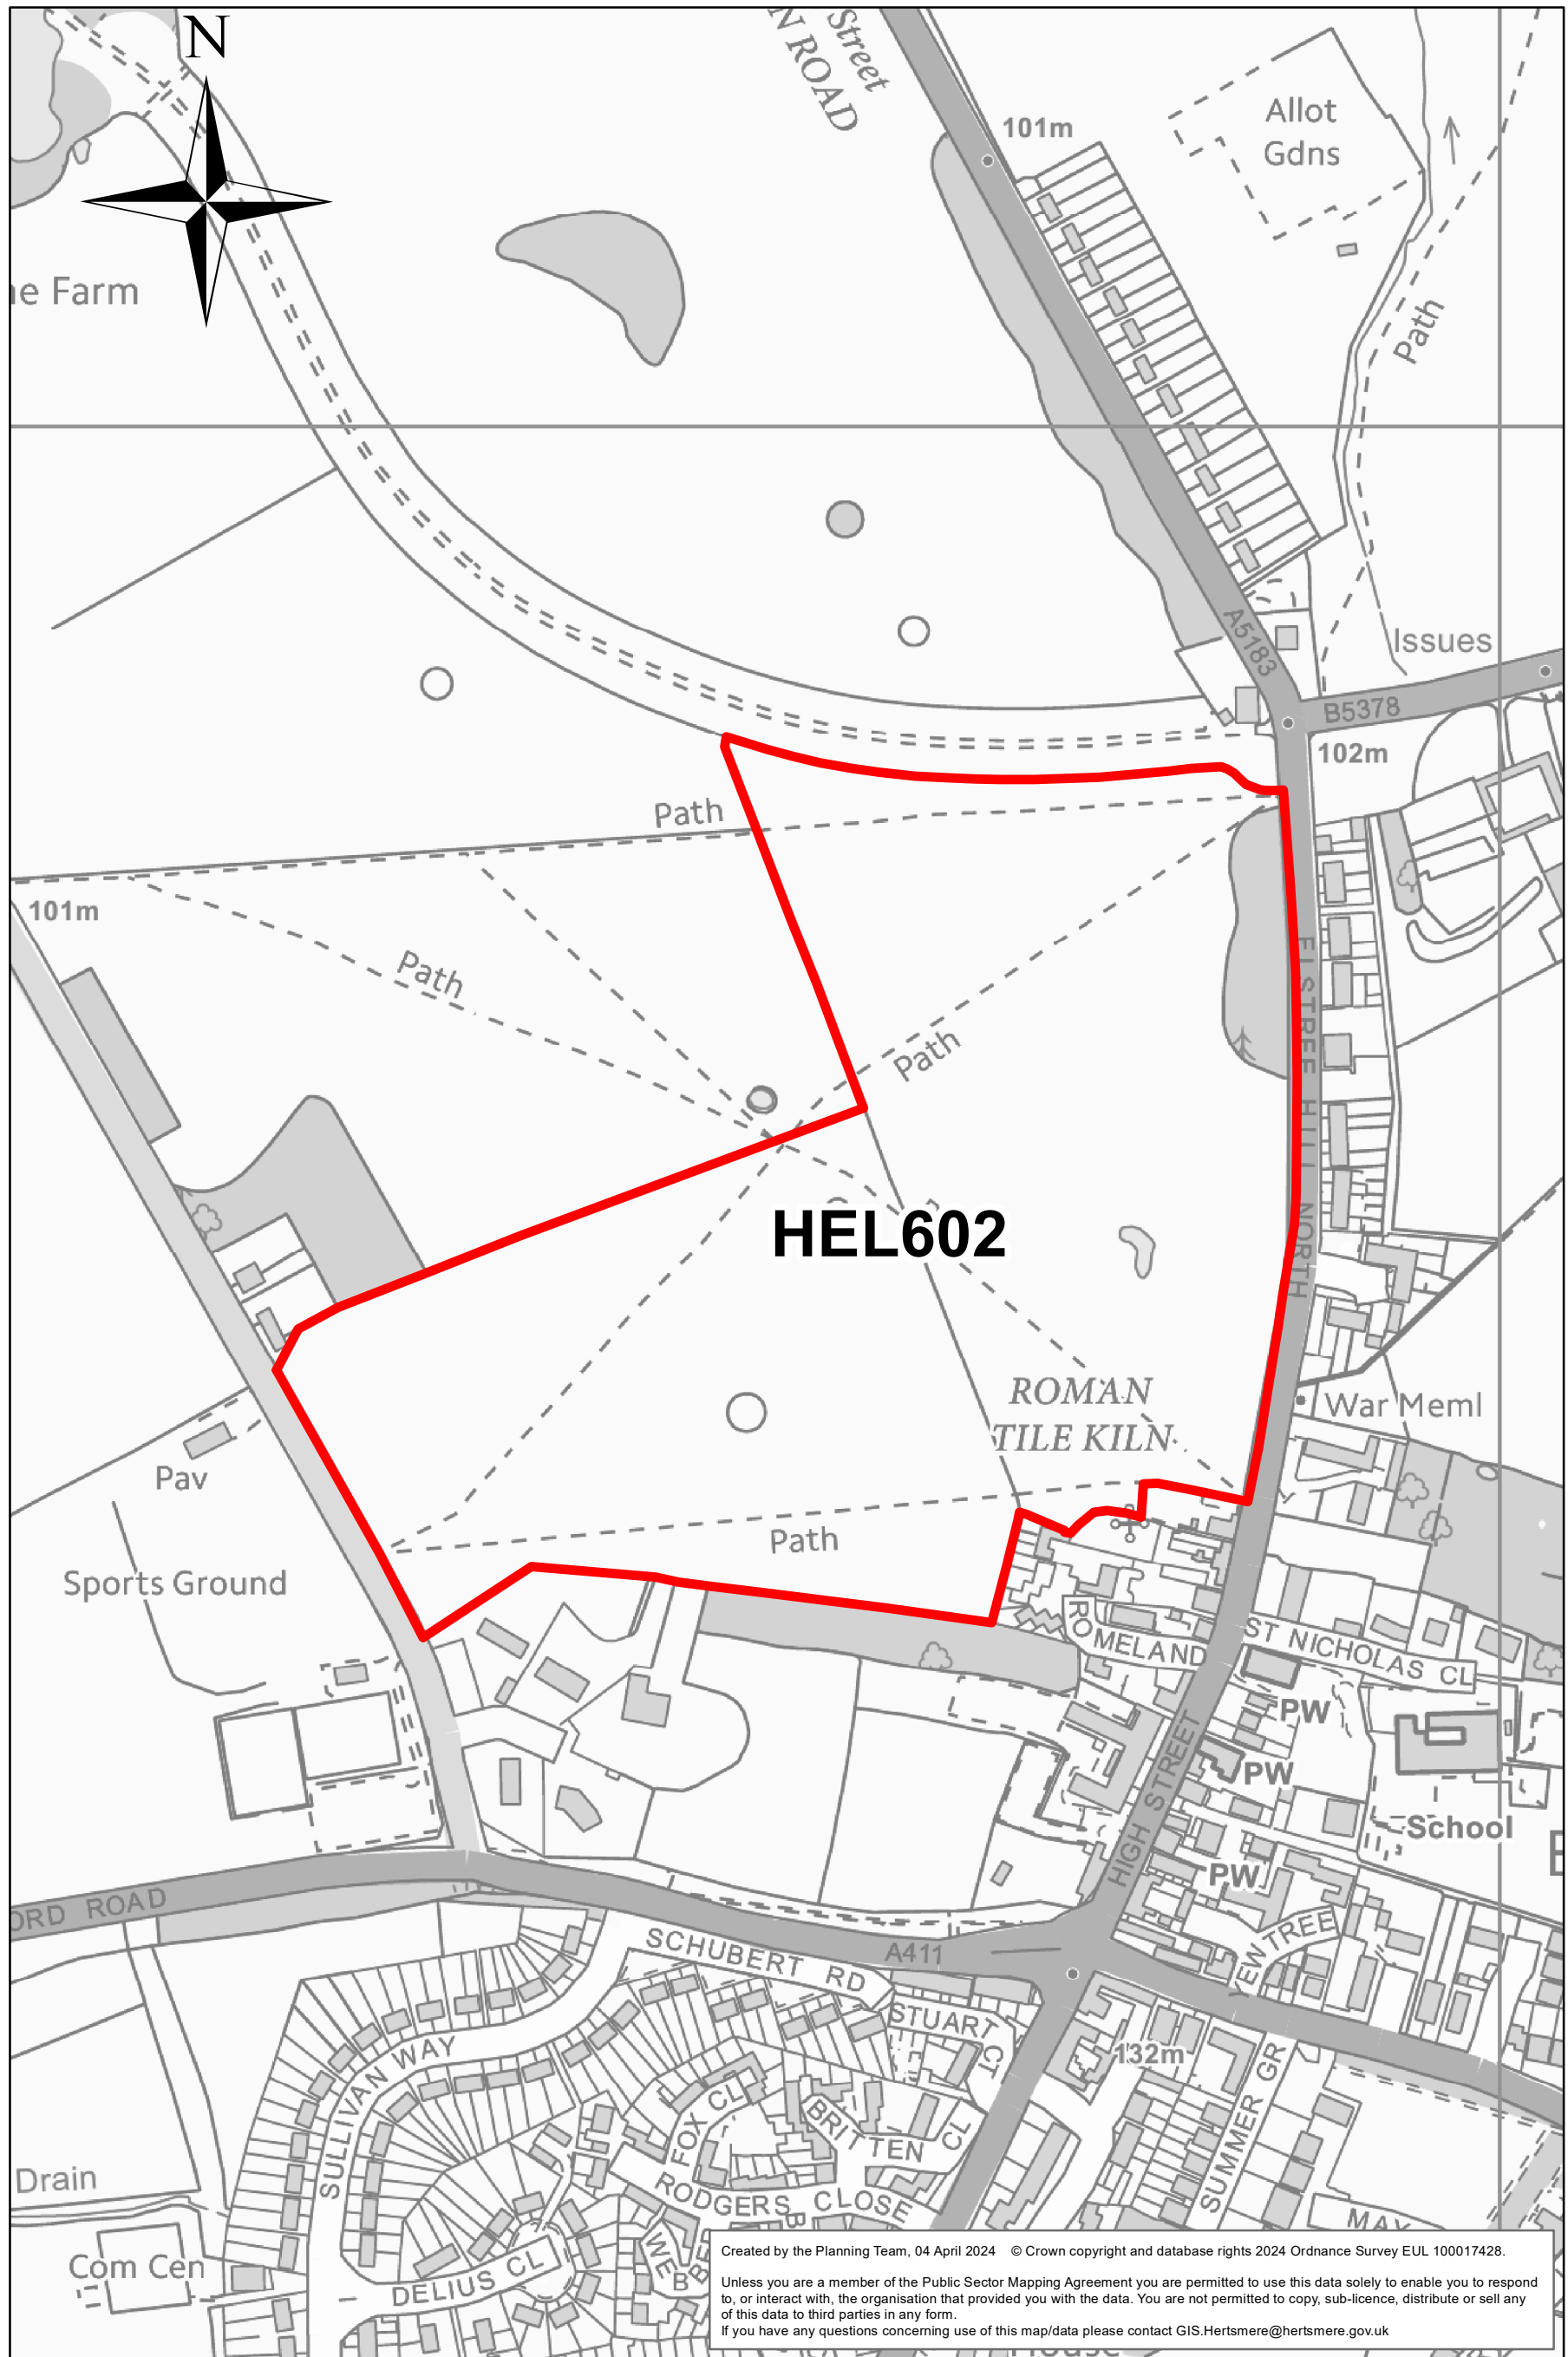 N
Street
N ROAD
101m
Allot
Gdns
e Farm
Path
A5183
Issues
B5378
102m
Path
101m
Path
Path
ELSTREE HILL NORTH
HEL602
ROMAN
TILE KILN
War Meml
Pav
Path
Sports Ground
ROMELAND
ST NICHOLAS CL
PW
PW
HIGH STREET
School
PW
ORD ROAD
SCHUBERT RD
A411
YEW TREE
STUART CT
132m
SULLIVAN WAY
FOX CL
BRITTEN CL
SUMMER GR
Drain
RODGERS CLOSE
MAY
Com Cen
DELIUS CL
Created by the Planning Team, 04 April 2024 © Crown copyright and database rights 2024 Ordnance Survey EUL 100017428.
Unless you are a member of the Public Sector Mapping Agreement you are permitted to use this data solely to enable you to respond
to, or interact with, the organisation that provided you with the data. You are not permitted to copy, sub-licence, distribute or sell any
of this data to third parties in any form.
If you have any questions concerning use of this map/data please contact GIS.Hertsmere@hertsmere.gov.uk